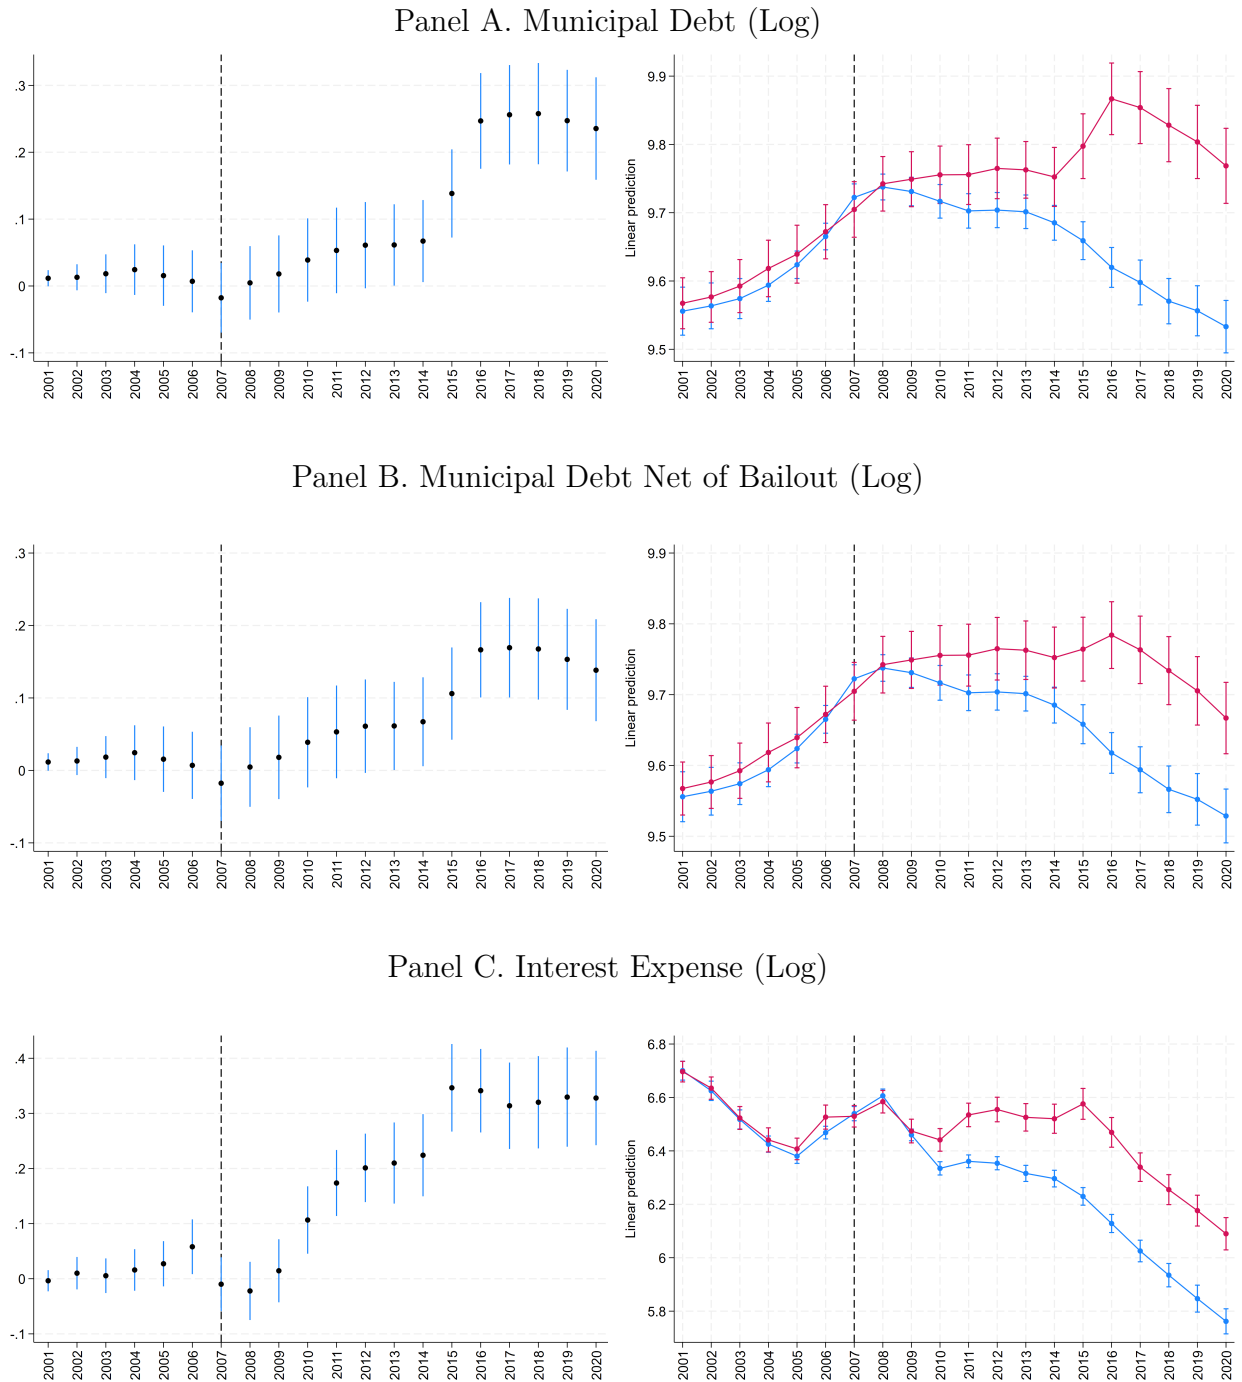 Panel A. Municipal Debt (Log)
.3
.2
.1
0
-.1
2001 2002 2003 2004 2005 2006 2007 2008 2009 2010 2011 2012 2013 2014 2015 2016 2017 2018 2019 2020
Linear prediction
9.9
9.8
9.7
9.6
9.5
2001 2002 2003 2004 2005 2006 2007 2008 2009 2010 2011 2012 2013 2014 2015 2016 2017 2018 2019 2020
Panel B. Municipal Debt Net of Bailout (Log)
.3
.2
.1
0
-.1
2001 2002 2003 2004 2005 2006 2007 2008 2009 2010 2011 2012 2013 2014 2015 2016 2017 2018 2019 2020
Linear prediction
9.9
9.8
9.7
9.6
9.5
2001 2002 2003 2004 2005 2006 2007 2008 2009 2010 2011 2012 2013 2014 2015 2016 2017 2018 2019 2020
Panel C. Interest Expense (Log)
.4
.3
.2
.1
0
-.1
2001 2002 2003 2004 2005 2006 2007 2008 2009 2010 2011 2012 2013 2014 2015 2016 2017 2018 2019 2020
Linear prediction
6.8
6.6
6.4
6.2
6
5.8
2001 2002 2003 2004 2005 2006 2007 2008 2009 2010 2011 2012 2013 2014 2015 2016 2017 2018 2019 2020